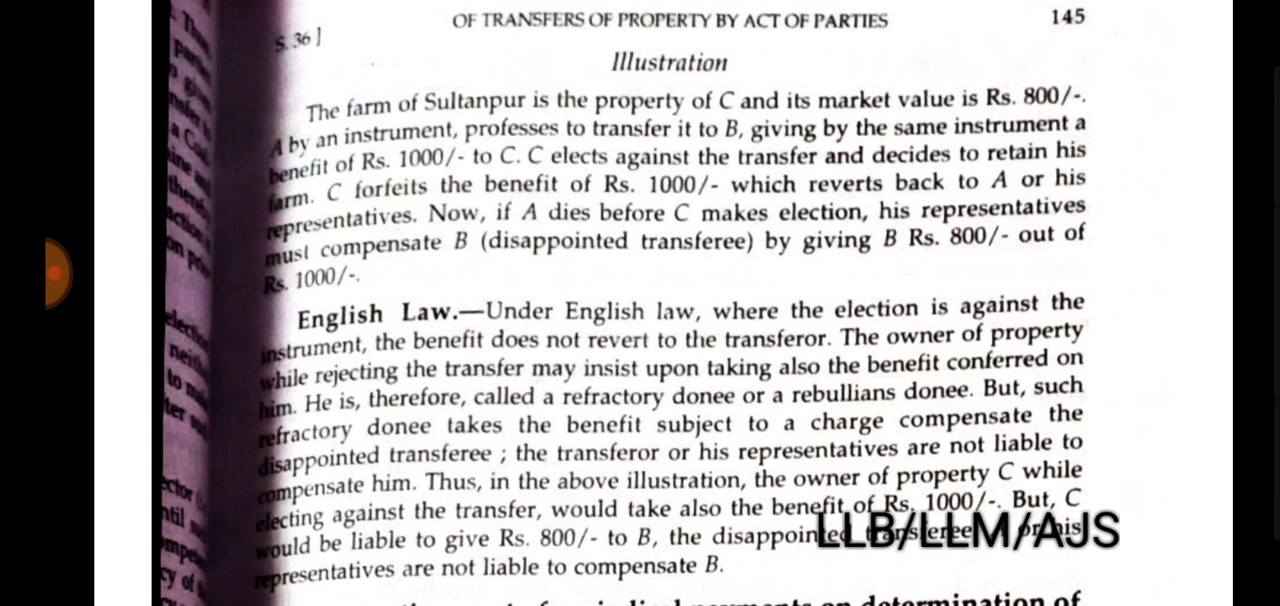 OF TRANSFERS OF PROPERTY BY ACT OF PARTIES 145
S. 36 ]
Illustration
The farm of Sultanpur is the property of C and its market value is Rs. 800/-.
A by an instrument, professes to transfer it to B, giving by the same instrument a
benefit of Rs. 1000/- to C. C elects against the transfer and decides to retain his
farm. C forfeits the benefit of Rs. 1000/- which reverts back to A or his
representatives. Now, if A dies before C makes election, his representatives
must compensate B (disappointed transferee) by giving B Rs. 800/- out of
Rs. 1000/-.
English Law.—Under English law, where the election is against the
instrument, the benefit does not revert to the transferor. The owner of property
while rejecting the transfer may insist upon taking also the benefit conferred on
him. He is, therefore, called a refractory donee or a rebullians donee. But, such
refractory donee takes the benefit subject to a charge compensate the
disappointed transferee ; the transferor or his representatives are not liable to
compensate him. Thus, in the above illustration, the owner of property C while
electing against the transfer, would take also the benefit of Rs. 1000/-. But, C
would be liable to give Rs. 800/- to B, the disappointed transferee or his
LLB/LLM/AJS
representatives are not liable to compensate B.
determination of